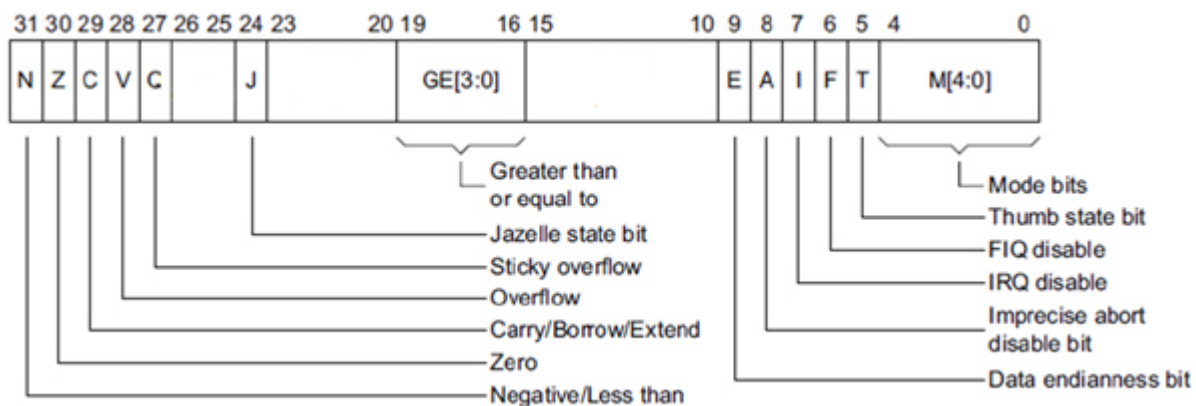 31 30 29 28 27 26 25 24 23 20 19 16 15 10 9 8 7 6 5 4 0
N Z C V Q J GE[3:0] E A I F T M[4:0]
Greater than
or equal to
Jazelle state bit
Sticky overflow
Overflow
Carry/Borrow/Extend
Zero
Negative/Less than
Mode bits
Thumb state bit
FIQ disable
IRQ disable
Imprecise abort
disable bit
Data endianness bit